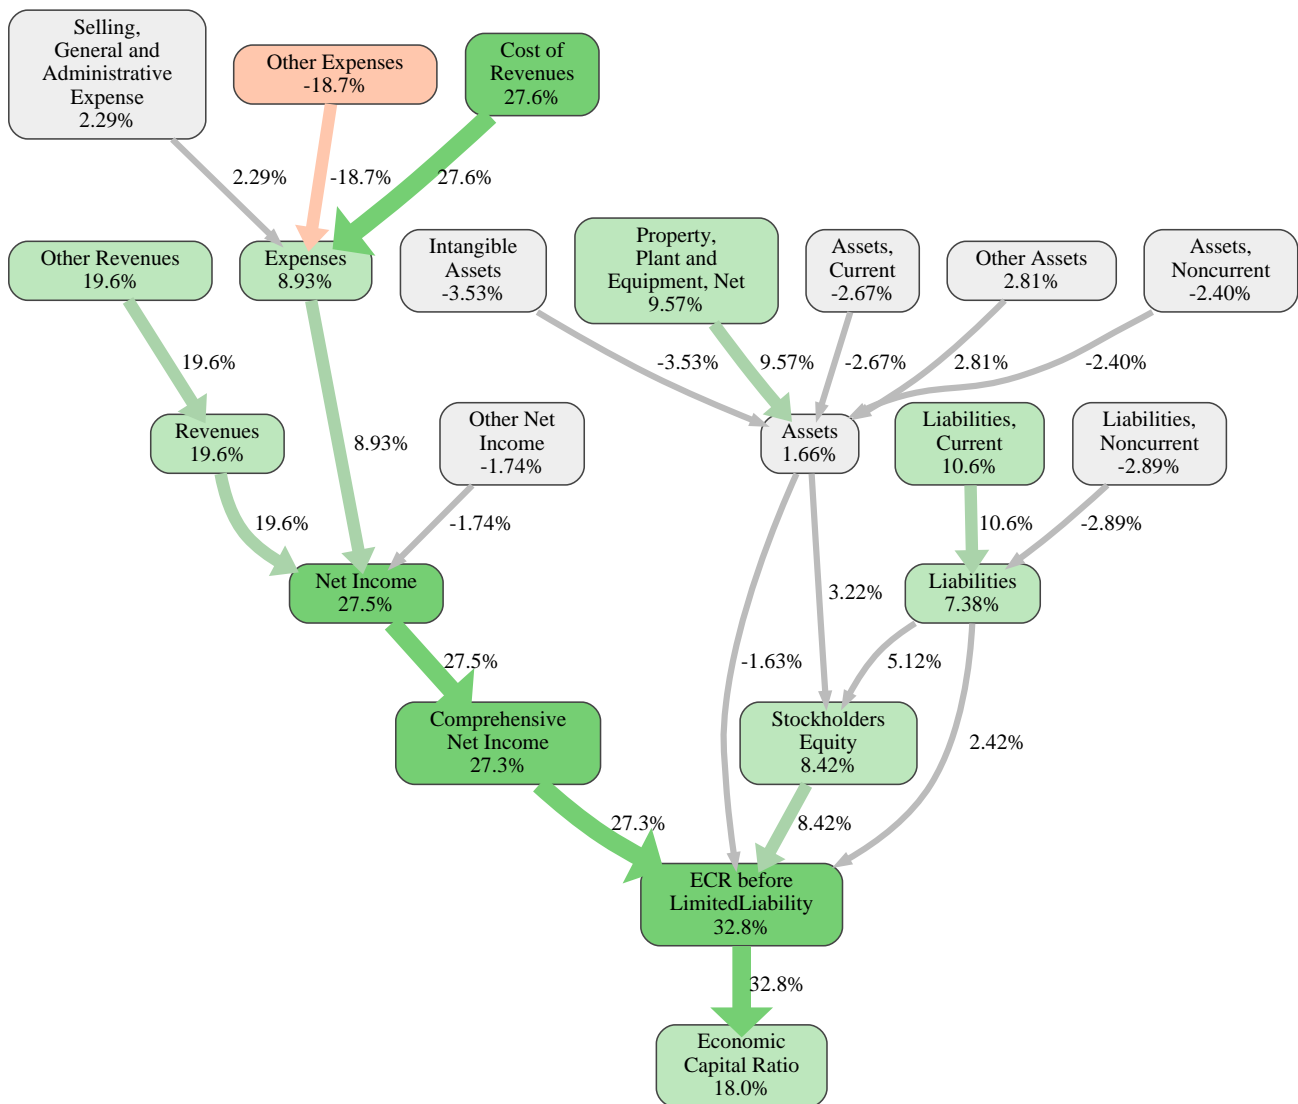 Selling,
General and
Administrative
Expense
2.29%
Other Expenses
-18.7%
Cost of
Revenues
27.6%
2.29%
-18.7%
27.6%
Other Revenues
19.6%
Expenses
8.93%
Intangible
Assets
-3.53%
Property,
Plant and
Equipment, Net
9.57%
Assets,
Current
-2.67%
Other Assets
2.81%
Assets,
Noncurrent
-2.40%
19.6%
-3.53%
9.57%
-2.67%
2.81%
-2.40%
Revenues
19.6%
8.93%
Other Net
Income
-1.74%
Assets
1.66%
Liabilities,
Current
10.6%
Liabilities,
Noncurrent
-2.89%
19.6%
-1.74%
10.6%
-2.89%
Net Income
27.5%
3.22%
Liabilities
7.38%
27.5%
-1.63%
5.12%
Comprehensive
Net Income
27.3%
Stockholders
Equity
8.42%
2.42%
27.3%
8.42%
ECR before
LimitedLiability
32.8%
32.8%
Economic
Capital Ratio
18.0%